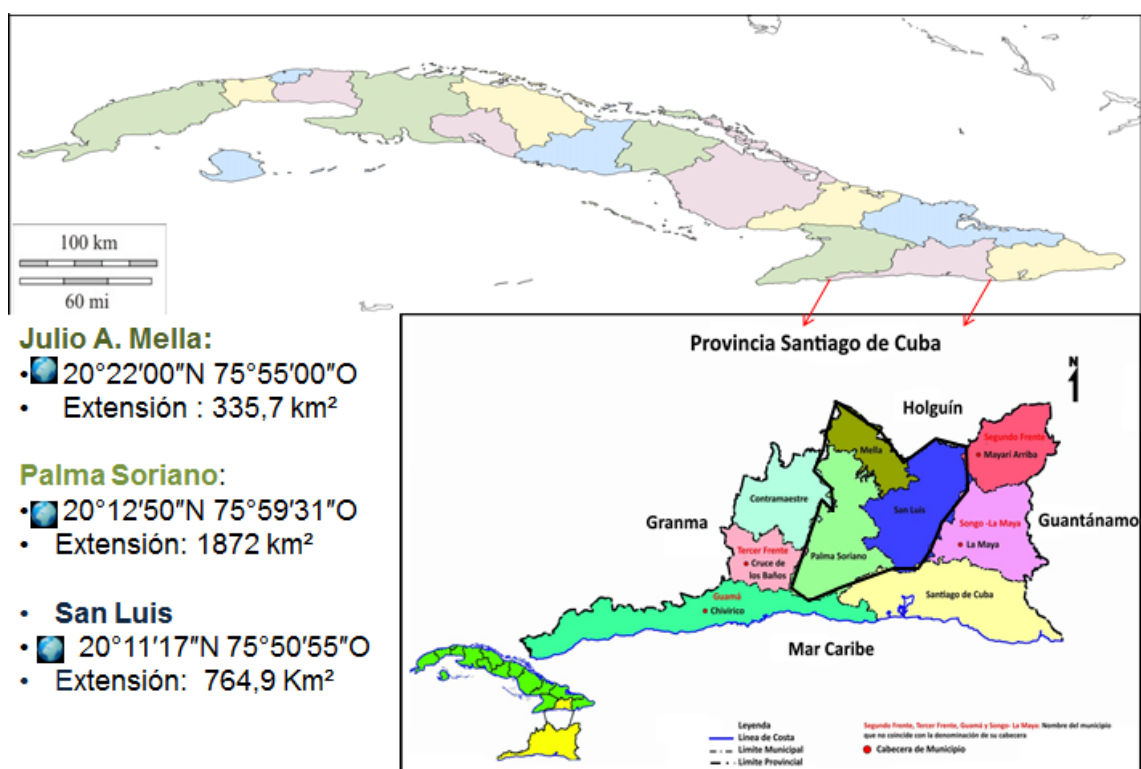 100 km
60 mi
Julio A. Mella:
• 20°22′00″N 75°55′00″O
• Extensión : 335,7 km²
Palma Soriano:
• 20°12′50″N 75°59′31″O
• Extensión: 1872 km²
• San Luis
• 20°11′17″N 75°50′55″O
• Extensión: 764,9 Km²
Provincia Santiago de Cuba
N
Holguín
Segundo Frente
Mayarí Arriba
Mella
Contramaestre
San Luis
Granma
Songo -La Maya
Guantánamo
Tercer Frente
La Maya
Cruce de
los Baños
Palma Soriano
Guamá
Santiago de Cuba
Chivirico
Mar Caribe
Leyenda
Línea de Costa
Límite Municipal
Límite Provincial
Segundo Frente, Tercer Frente, Guamá y Songo- La Maya: Nombre del municipio
que no coincide con la denominación de su cabecera
Cabecera de Municipio